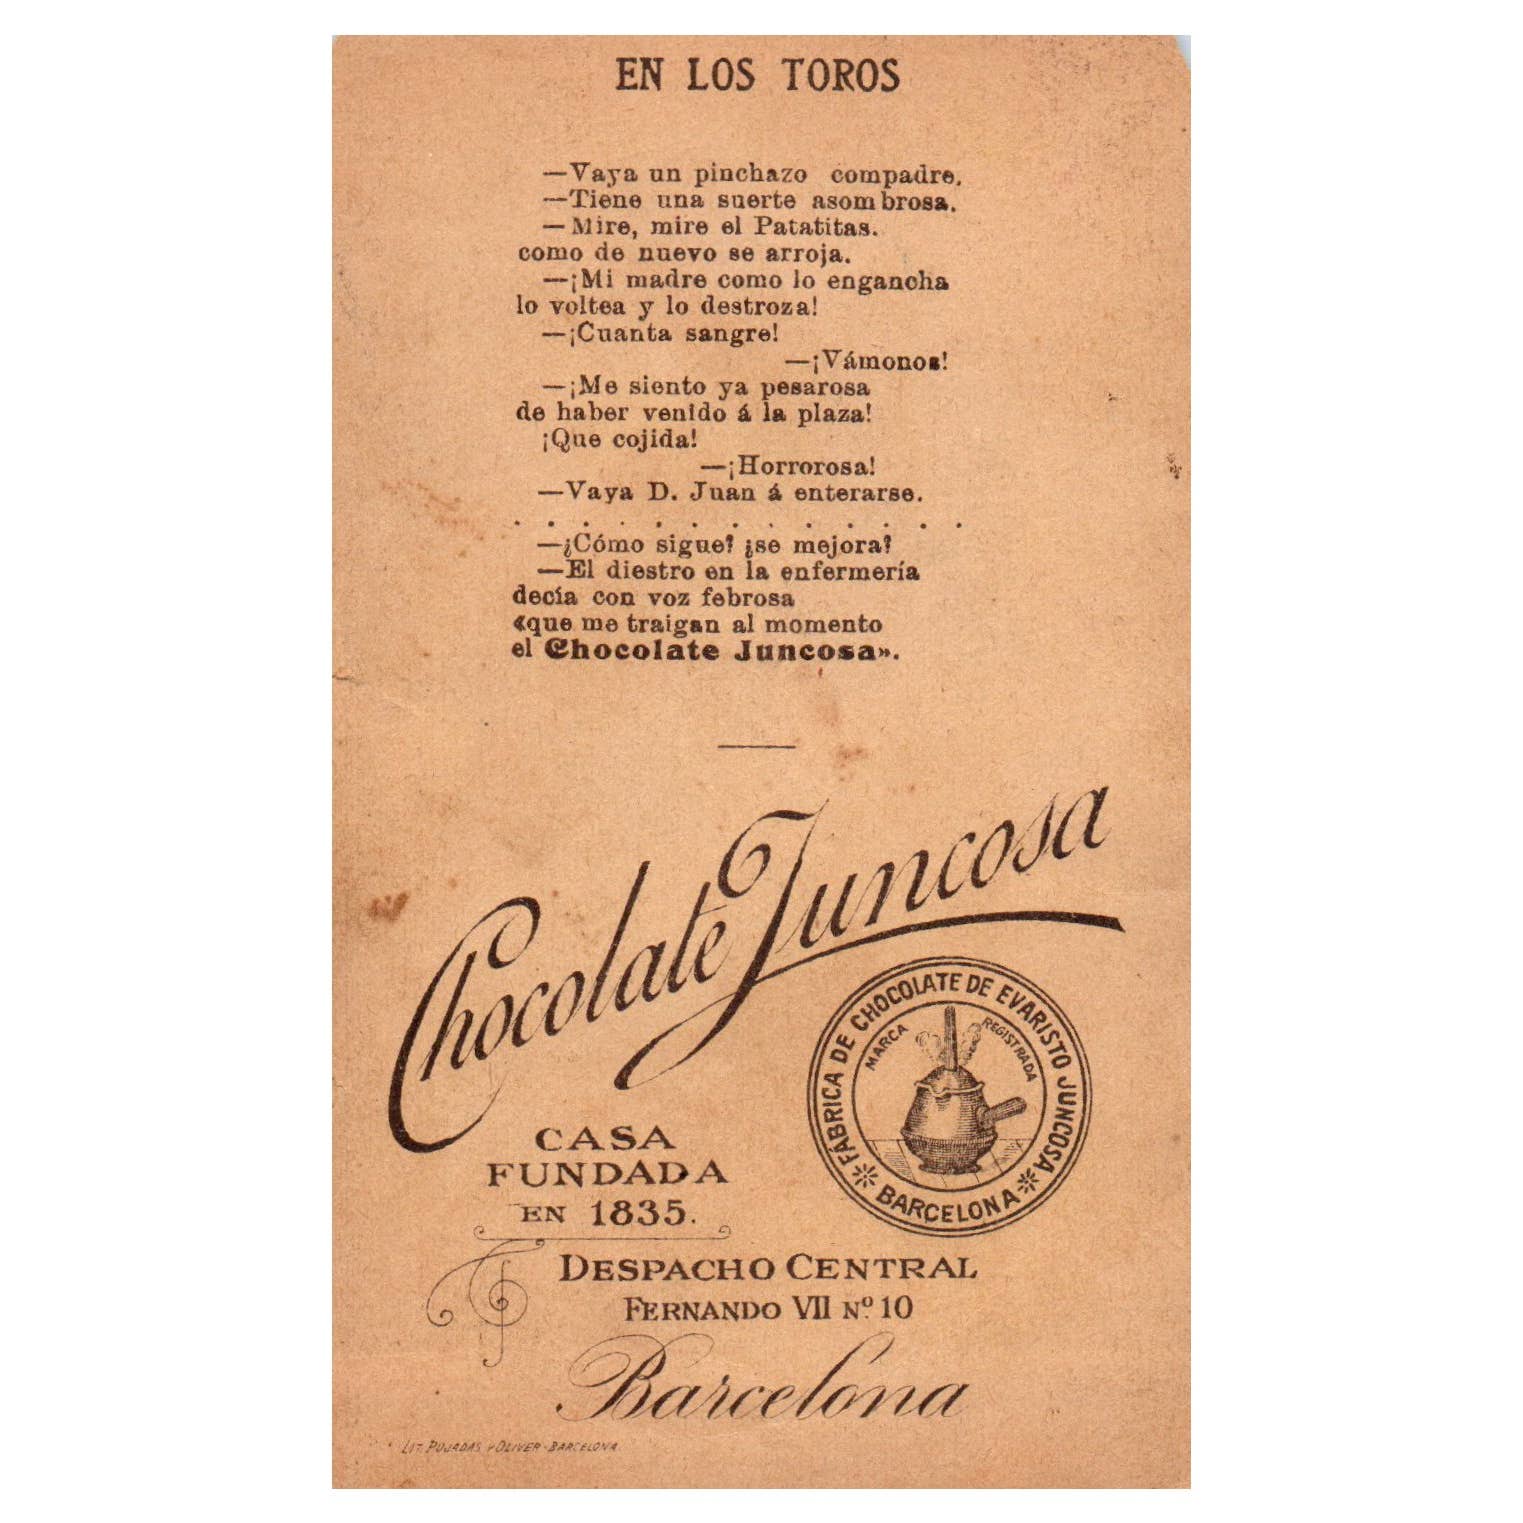 EN LOS TOROS
—Vaya un pinchazo compadre.
—Tiene una suerte asombrosa.
—Mire, mire el Patatitas.
como de nuevo se arroja.
—¡Mi madre como lo engancha
lo voltea y lo destroza!
—¡Cuanta sangre!
—¡Vámonos!
—¡Me siento ya pesarosa
de haber venido á la plaza!
¡Que cojida!
—¡Horrorosa!
—Vaya D. Juan á enterarse.
. . . . . . . . . . . . .
—¿Cómo sigue? ¿se mejora?
—El diestro en la enfermería
decía con voz febrosa
«que me traigan al momento
el Chocolate Juncosa».
Chocolate Juncosa
FÁBRICA DE CHOCOLATE DE EVARISTO JUNCOSA
MARCA REGISTRADA
BARCELONA
CASA
FUNDADA
EN 1835.
DESPACHO CENTRAL
FERNANDO VII Nº 10
Barcelona
LIT. PUJADAS Y OLIVER-BARCELONA